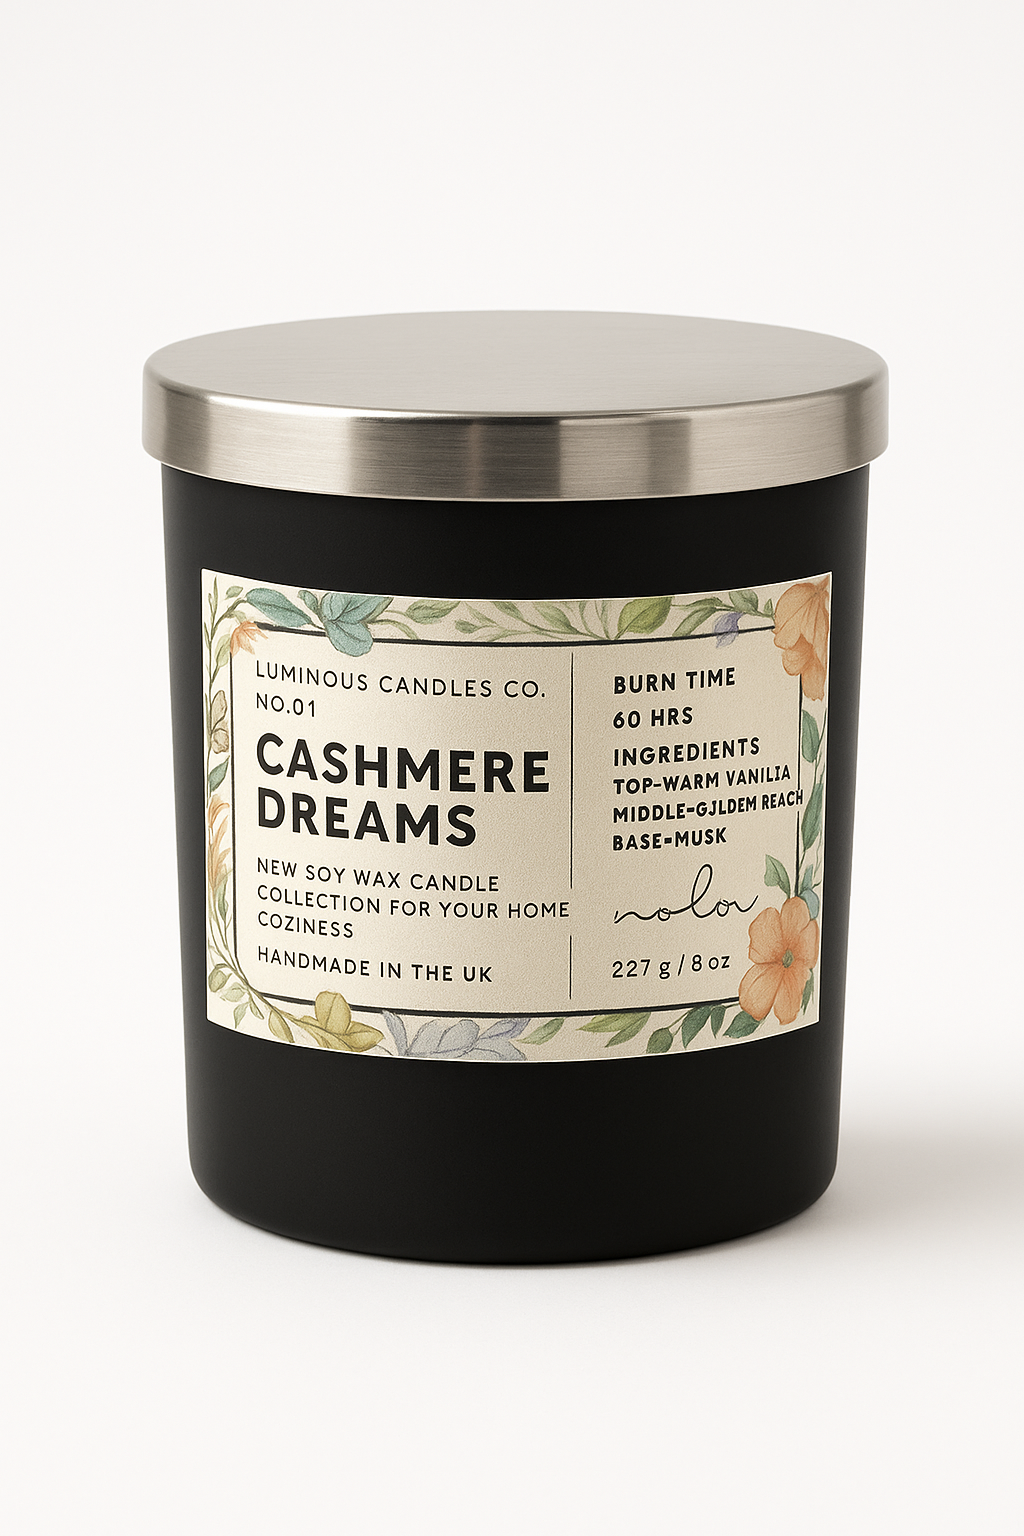 LUMINOUS CANDLES CO.
NO.01
CASHMERE
DREAMS
NEW SOY WAX CANDLE
COLLECTION FOR YOUR HOME
COZINESS
HANDMADE IN THE UK
BURN TIME
60 HRS
INGREDIENTS
TOP-WARM VANILIA
MIDDLE-GJLDEM REACH
BASE-MUSK
227 g / 8 oz